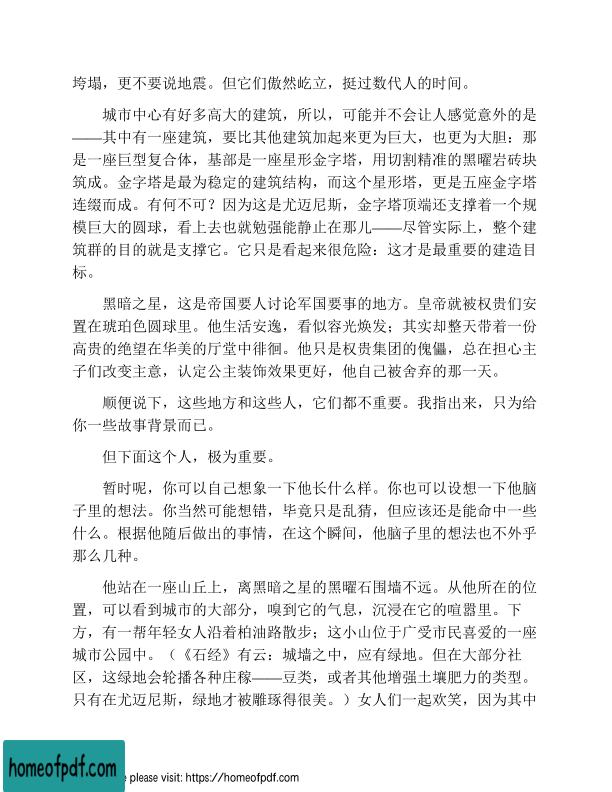 垮塌，更不要说地震。但它们傲然屹立，挺过数代人的时间。
城市中心有好多高大的建筑，所以，可能并不会让人感觉意外的是
——其中有一座建筑，要比其他建筑加起来更为巨大，也更为大胆：那
是一座巨型复合体，基部是一座星形金字塔，用切割精准的黑曜岩砖块
筑成。金字塔是最为稳定的建筑结构，而这个星形塔，更是五座金字塔
连缀而成。有何不可？因为这是尤迈尼斯，金字塔顶端还支撑着一个规
模巨大的圆球，看上去也就勉强能静止在那儿——尽管实际上，整个建
筑群的目的就是支撑它。它只是看起来很危险：这才是最重要的建造目
标。
黑暗之星，这是帝国要人讨论军国要事的地方。皇帝就被权贵们安
置在琥珀色圆球里。他生活安逸，看似容光焕发；其实却整天带着一份
高贵的绝望在华美的厅堂中徘徊。他只是权贵集团的傀儡，总在担心主
子们改变主意，认定公主装饰效果更好，他自己被舍弃的那一天。
顺便说下，这些地方和这些人，它们都不重要。我指出来，只为给
你一些故事背景而已。
但下面这个人，极为重要。
暂时呢，你可以自己想象一下他长什么样。你也可以设想一下他脑
子里的想法。你当然可能想错，毕竟只是乱猜，但应该还是能命中一些
什么。根据他随后做出的事情，在这个瞬间，他脑子里的想法也不外乎
那么几种。
他站在一座山丘上，离黑暗之星的黑曜石围墙不远。从他所在的位
置，可以看到城市的大部分，嗅到它的气息，沉浸在它的喧嚣里。下
方，有一帮年轻女人沿着柏油路散步；这小山位于广受市民喜爱的一座
城市公园中。（《石经》有云：城墙之中，应有绿地。但在大部分社
区，这绿地会轮播各种庄稼——豆类，或者其他增强土壤肥力的类型。
只有在尤迈尼斯，绿地才被雕琢得很美。）女人们一起欢笑，因为其中
homeofpdf.com
e please visit: https://homeofpdf.com